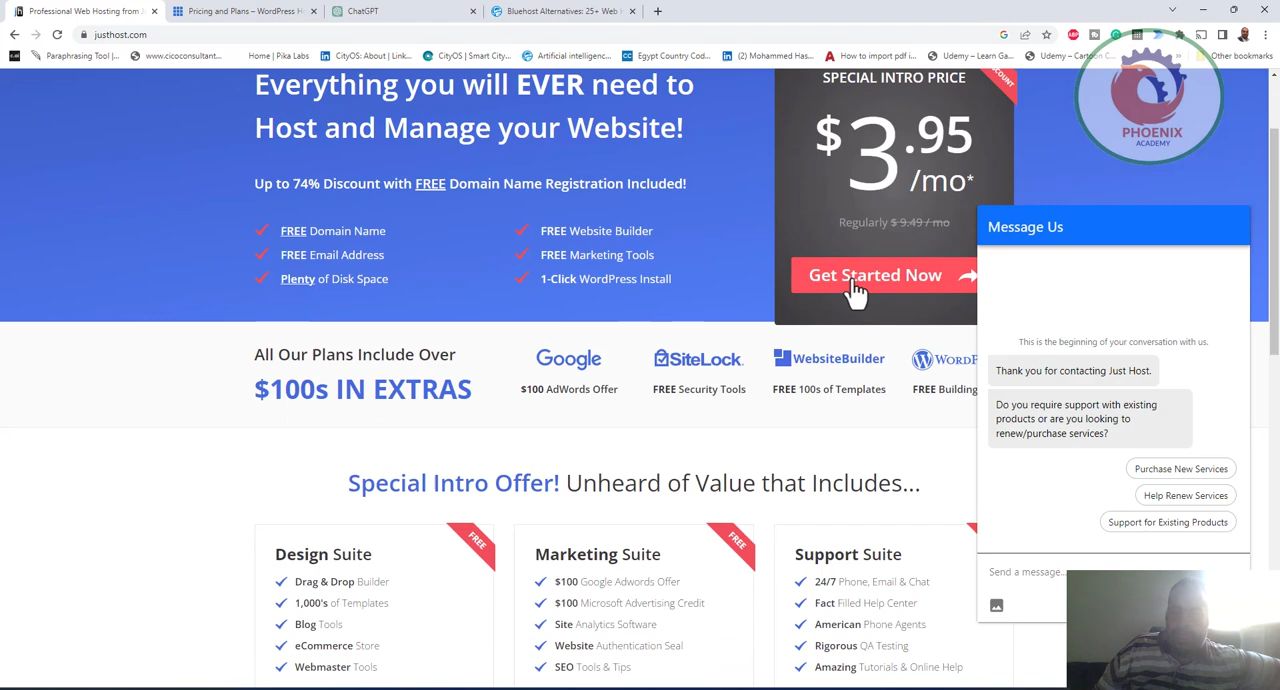 Professional Web Hosting from
Pricing and Plans – WordPress H
ChatGPT
Bluehost Alternatives: 25+ Web
justhost.com
Paraphrasing Tool |...
www.cicoconsultant...
Home | Pika Labs
CityOS: About | Link...
CityOS | Smart City...
Artificial intelligenc...
Egypt Country Cod...
Mohammed Has...
How to import pdf i...
Udemy – Learn Ga...
Udemy – Cartoon
Other bookmarks
PHOENIX
ACADEMY
Everything you will EVER need to
Host and Manage your Website!
Up to 74% Discount with FREE Domain Name Registration Included!
FREE Domain Name
FREE Website Builder
FREE Email Address
FREE Marketing Tools
Plenty of Disk Space
1-Click WordPress Install
SPECIAL INTRO PRICE
$3.95
/mo*
Regularly $ 9.49 / mo
Get Started Now
All Our Plans Include Over
$100s IN EXTRAS
Google
$100 AdWords Offer
SiteLock.
FREE Security Tools
WebsiteBuilder
FREE 100s of Templates
FREE Building
Message Us
This is the beginning of your conversation with us.
Thank you for contacting Just Host.
Do you require support with existing
products or are you looking to
renew/purchase services?
Purchase New Services
Help Renew Services
Support for Existing Products
Send a message...
Special Intro Offer! Unheard of Value that Includes...
FREE
Design Suite
Drag & Drop Builder
1,000's of Templates
Blog Tools
eCommerce Store
Webmaster Tools
FREE
Marketing Suite
$100 Google Adwords Offer
$100 Microsoft Advertising Credit
Site Analytics Software
Website Authentication Seal
SEO Tools & Tips
Support Suite
24/7 Phone, Email & Chat
Fact Filled Help Center
American Phone Agents
Rigorous QA Testing
Amazing Tutorials & Online Help